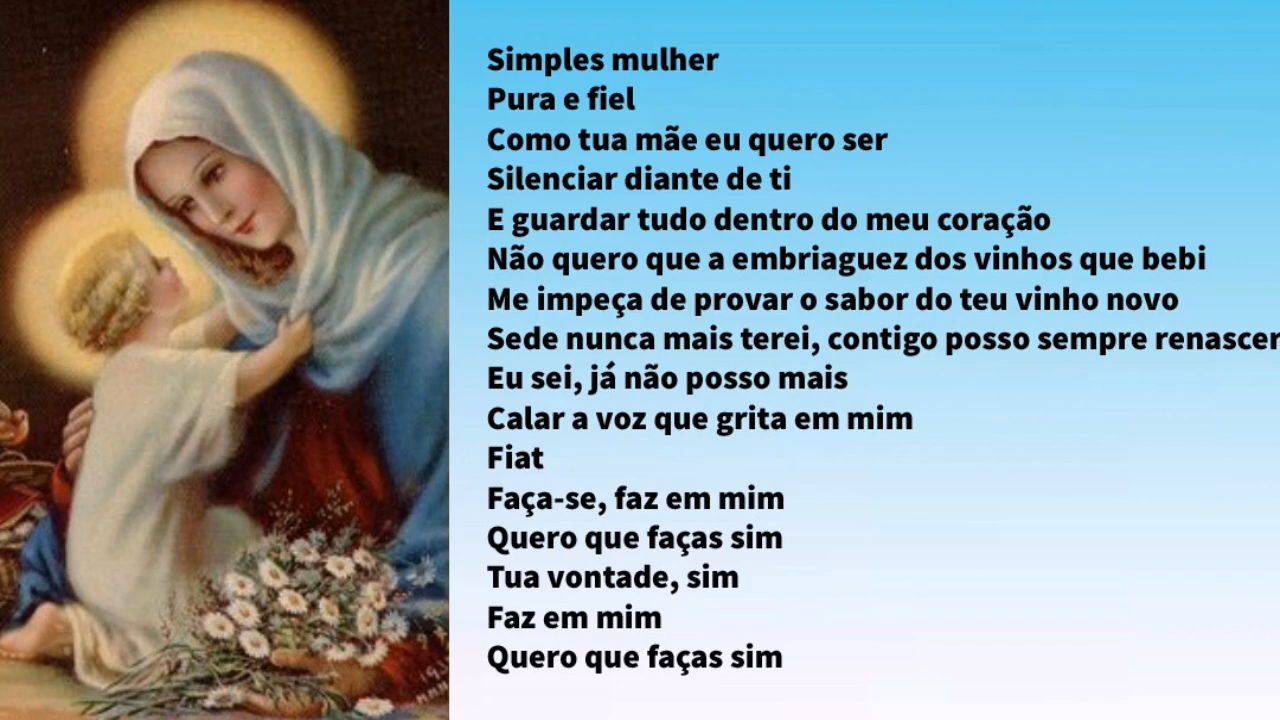 Simples mulher
Pura e fiel
Como tua mãe eu quero ser
Silenciar diante de ti
E guardar tudo dentro do meu coração
Não quero que a embriaguez dos vinhos que bebi
Me impeça de provar o sabor do teu vinho novo
Sede nunca mais terei, contigo posso sempre renascer
Eu sei, já não posso mais
Calar a voz que grita em mim
Fiat
Faça-se, faz em mim
Quero que faças sim
Tua vontade, sim
Faz em mim
Quero que faças sim